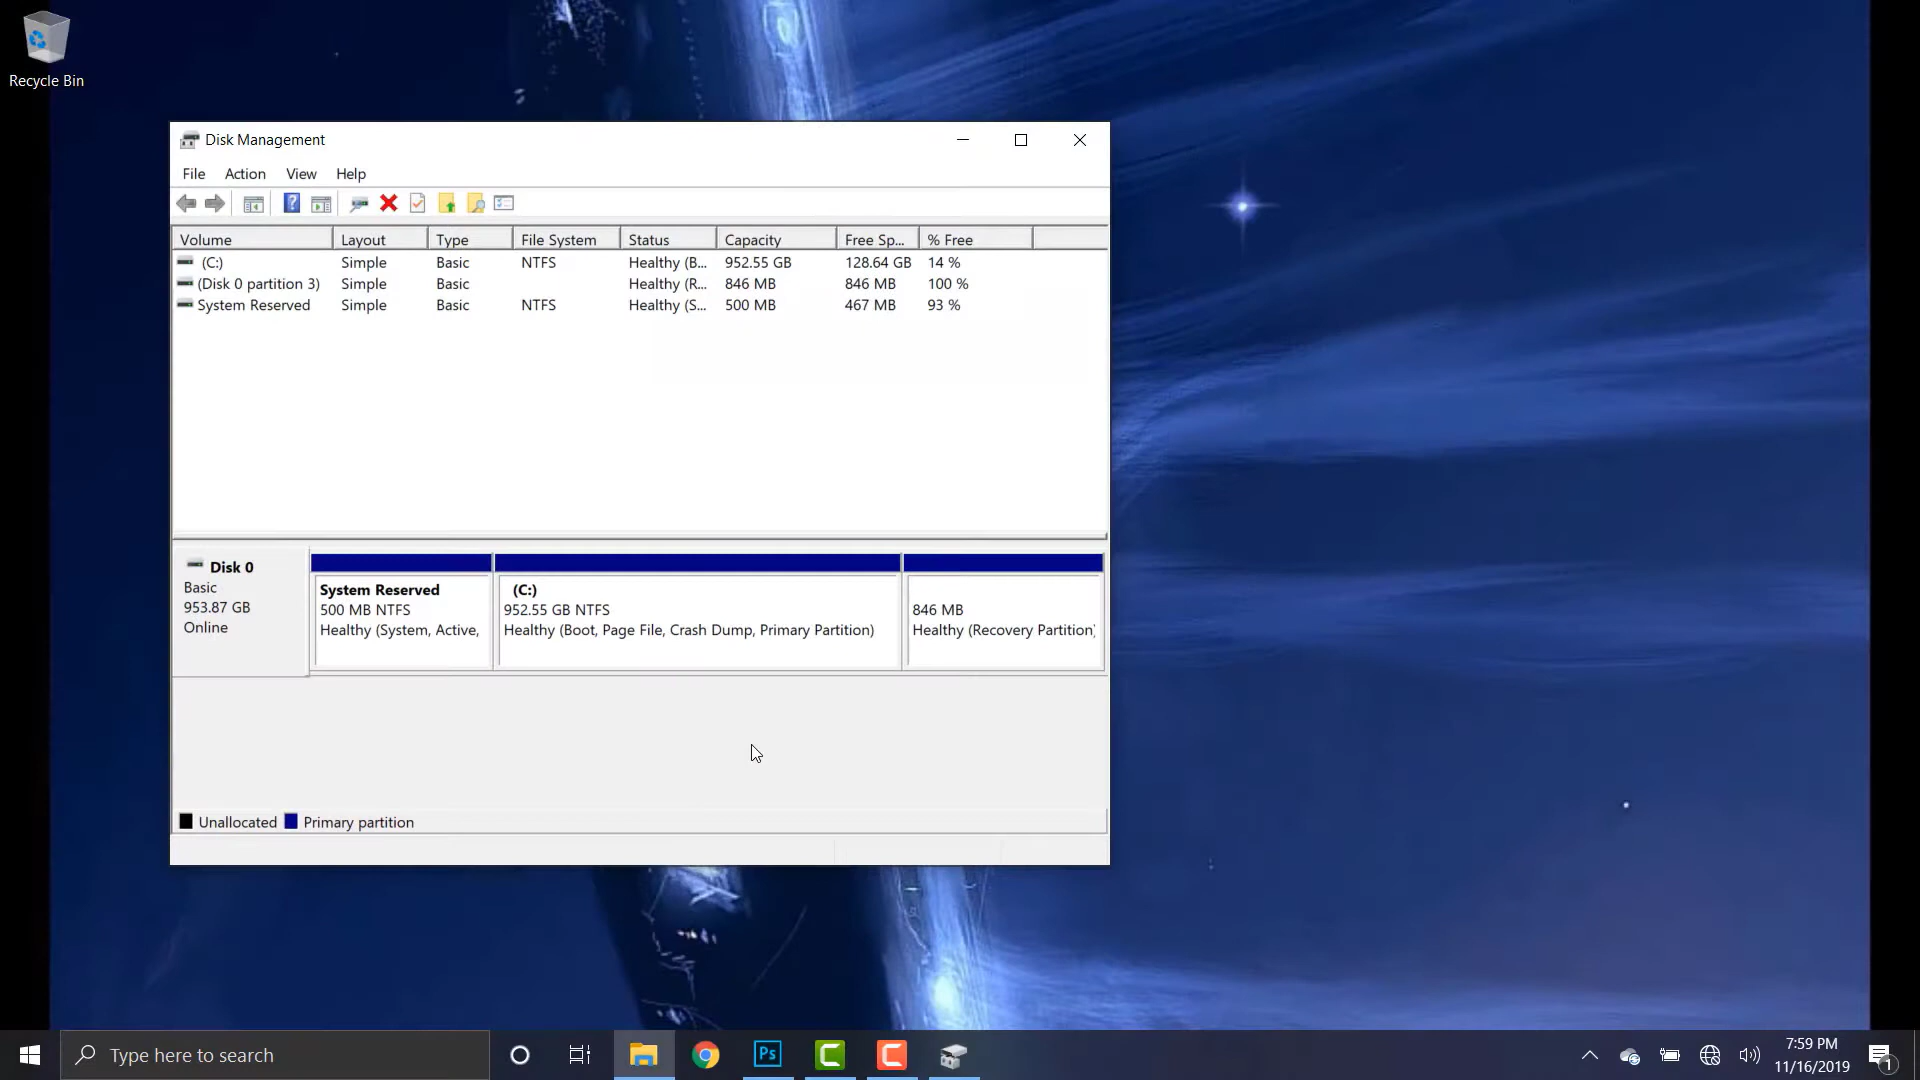 Recycle Bin
Disk Management
File Action View Help
Volume Layout Type File System Status Capacity Free Sp... % Free
(C:) Simple Basic NTFS Healthy (B... 952.55 GB 128.64 GB 14 %
(Disk 0 partition 3) Simple Basic Healthy (R... 846 MB 846 MB 100 %
System Reserved Simple Basic NTFS Healthy (S... 500 MB 467 MB 93 %
Disk 0
Basic
953.87 GB
Online
System Reserved
500 MB NTFS
Healthy (System, Active,
(C:)
952.55 GB NTFS
Healthy (Boot, Page File, Crash Dump, Primary Partition)
846 MB
Healthy (Recovery Partition)
Unallocated Primary partition
Type here to search
Ps
7:59 PM
11/16/2019
1